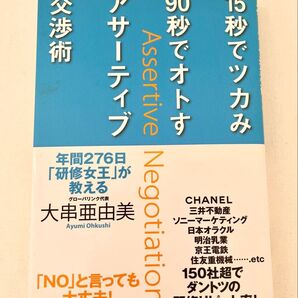 15秒でツカみ
90秒でオトす
アサーティブ
交渉術
Assertive Negotiation
年間276日
「研修女王」が
教える
グローバリンク代表
大串亜由美
Ayumi Ohkushi
CHANEL
三井不動産
ソニーマーケティング
日本オラクル
明治乳業
京王電鉄
住友重機械……,etc
150社超で
ダントツの
「NO」と言っても